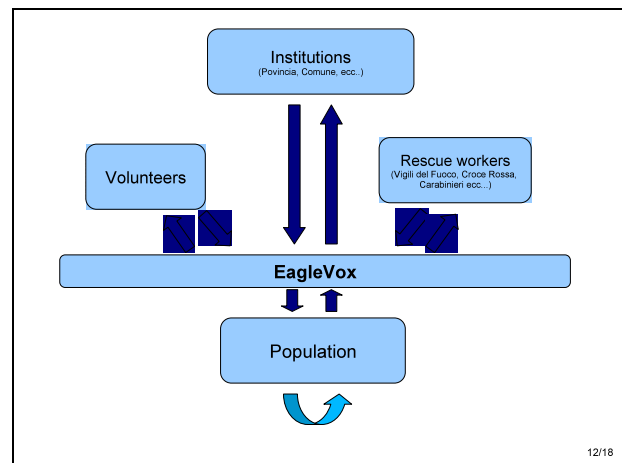 Institutions
(Povincia, Comune, ecc..)
Volunteers
Rescue workers
(Vigili del Fuoco, Croce Rossa,
Carabinieri ecc...)
EagleVox
Population
12/18